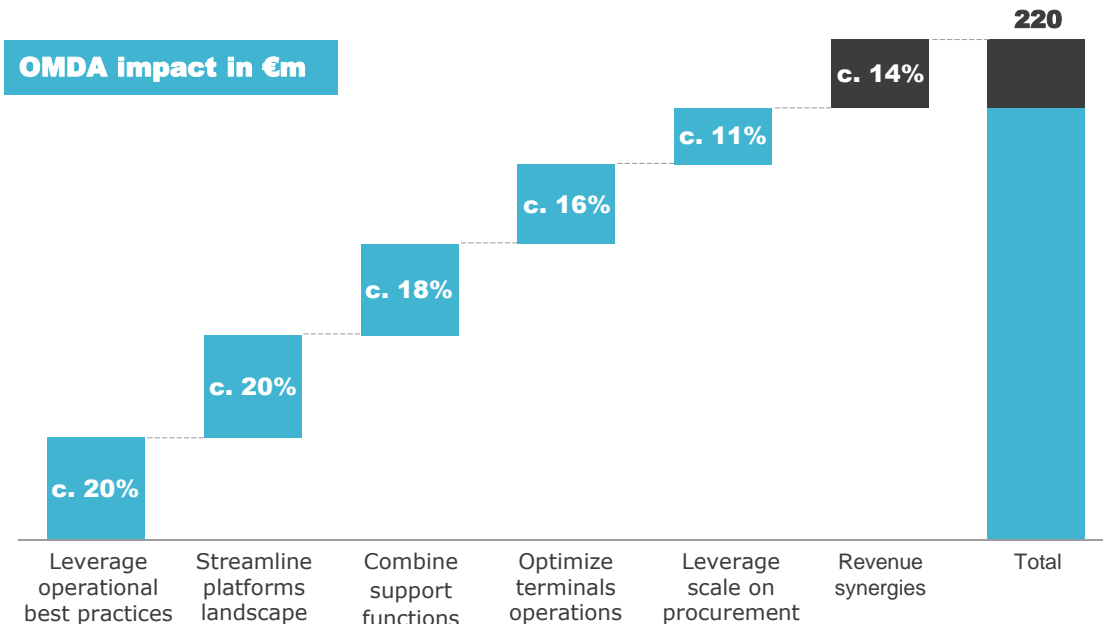 220
OMDA impact in €m
c. 14%
c. 11%
c. 16%
c. 18%
c. 20%
c. 20%
Leverage
operational
best practices
Streamline
platforms
landscape
Combine
support
functions
Optimize
terminals
operations
Leverage
scale on
procurement
Revenue
synergies
Total